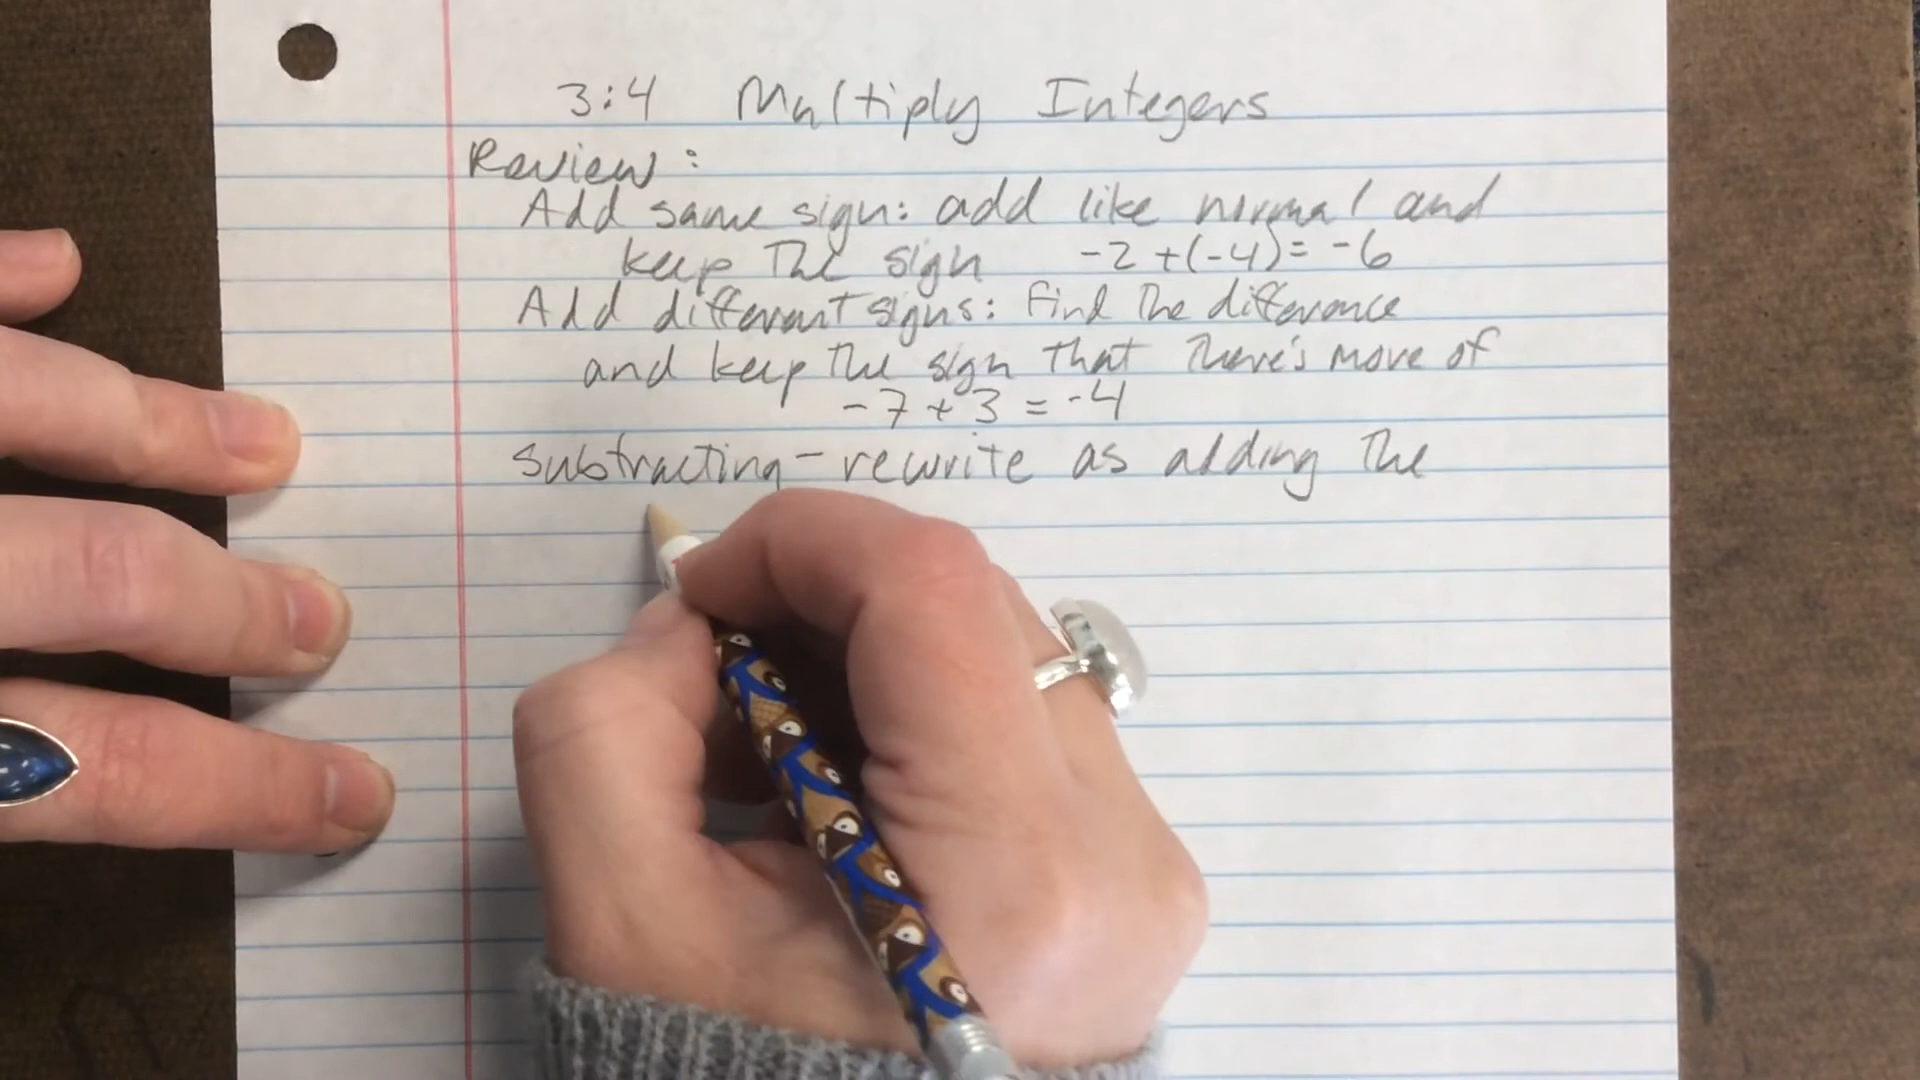 3:4 Multiply Integers
Review:
Add same sign: add like normal and
keep the sign -2 +(-4)= -6
Add different signs: find the difference
and keep the sign that there's more of
-7 + 3 = -4
subtracting - rewrite as adding the